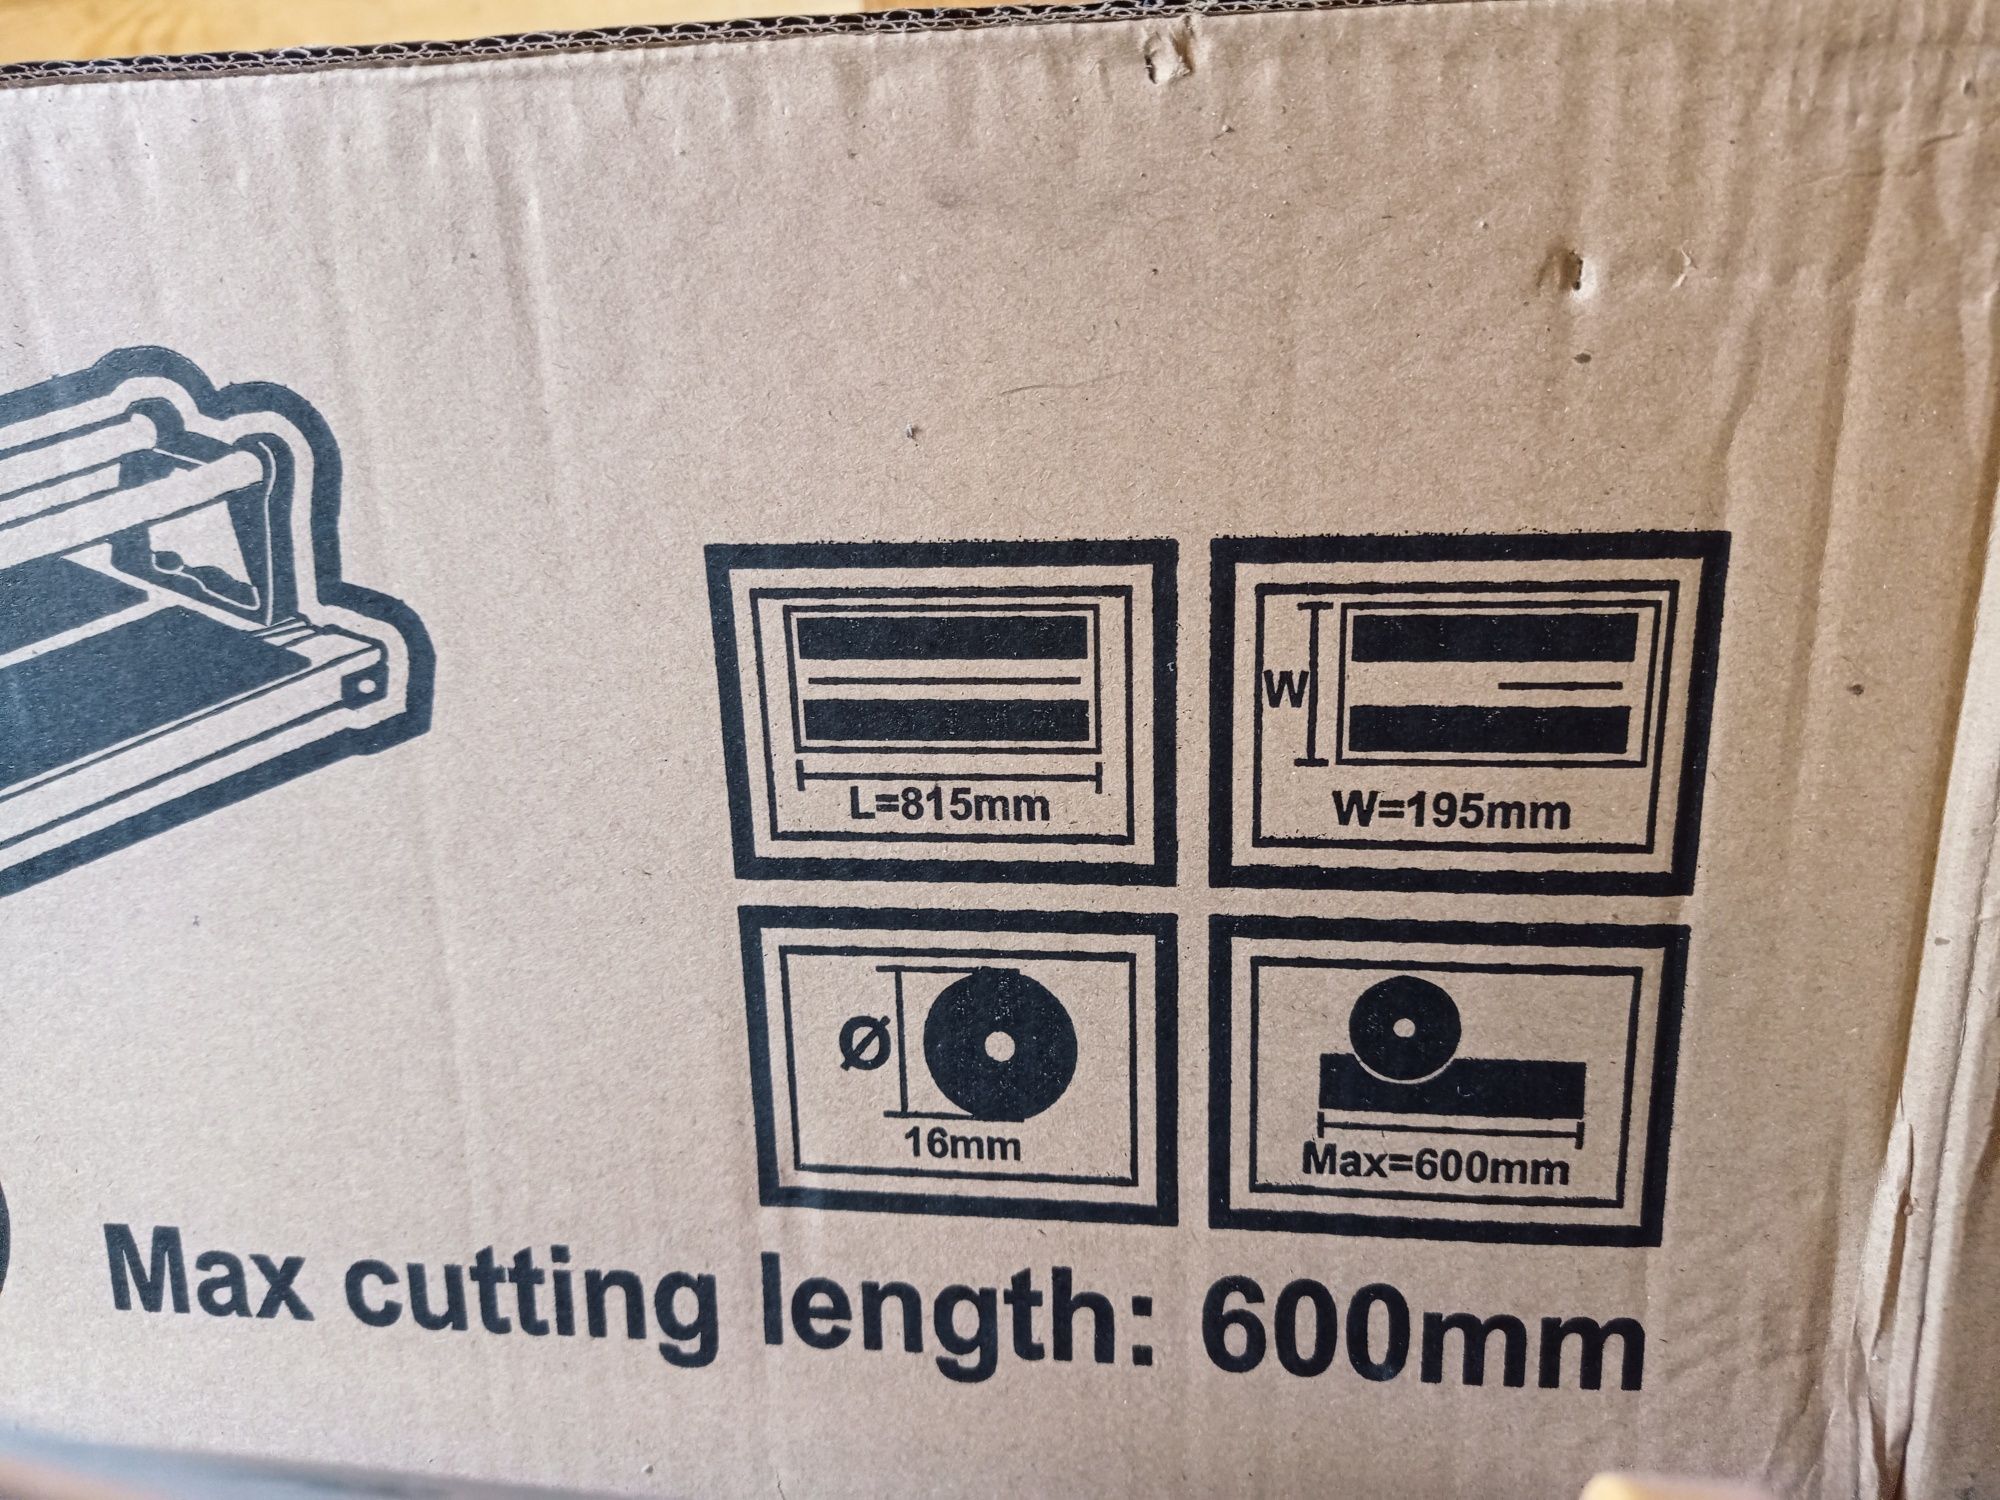 L=815mm
W
W=195mm
Ø
16mm
Max=600mm
Max cutting length: 600mm